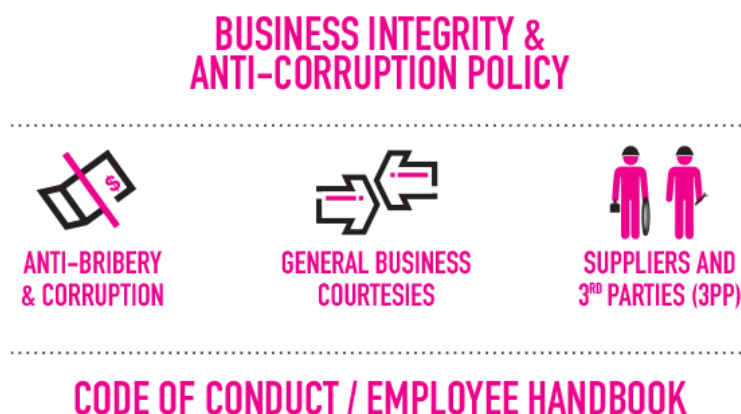 BUSINESS INTEGRITY &
ANTI-CORRUPTION POLICY
$
ANTI-BRIBERY
& CORRUPTION
GENERAL BUSINESS
COURTESIES
SUPPLIERS AND
3RD PARTIES (3PP)
CODE OF CONDUCT / EMPLOYEE HANDBOOK